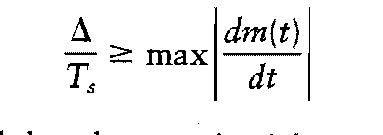 Δ/T_s ≥ max|dm(t)/dt|